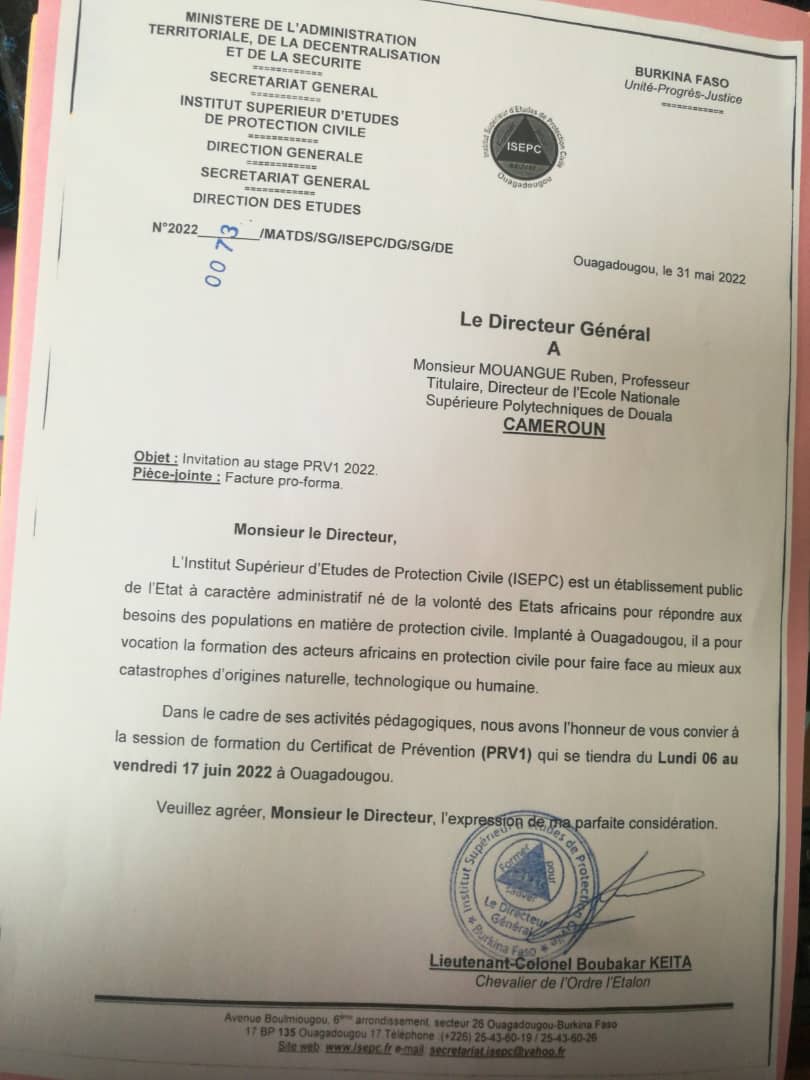 MINISTERE DE L'ADMINISTRATION
TERRITORIALE, DE LA DECENTRALISATION
ET DE LA SECURITE
============
SECRETARIAT GENERAL
============
INSTITUT SUPERIEUR D'ETUDES
DE PROTECTION CIVILE
============
DIRECTION GENERALE
============
SECRETARIAT GENERAL
============
DIRECTION DES ETUDES
N°2022 0073 /MATDS/SG/ISEPC/DG/SG/DE
BURKINA FASO
Unité-Progrès-Justice
===========
Institut Supérieur d'Etudes de Protection Civile
ISEPC
Ouagadougou
Ouagadougou, le 31 mai 2022
Le Directeur Général
A
Monsieur MOUANGUE Ruben, Professeur
Titulaire, Directeur de l'Ecole Nationale
Supérieure Polytechniques de Douala
CAMEROUN
Objet : Invitation au stage PRV1 2022.
Pièce-jointe : Facture pro-forma.
Monsieur le Directeur,
L'Institut Supérieur d'Etudes de Protection Civile (ISEPC) est un établissement public
de l'Etat à caractère administratif né de la volonté des Etats africains pour répondre aux
besoins des populations en matière de protection civile. Implanté à Ouagadougou, il a pour
vocation la formation des acteurs africains en protection civile pour faire face au mieux aux
catastrophes d'origines naturelle, technologique ou humaine.
Dans le cadre de ses activités pédagogiques, nous avons l'honneur de vous convier à
la session de formation du Certificat de Prévention (PRV1) qui se tiendra du Lundi 06 au
vendredi 17 juin 2022 à Ouagadougou.
Veuillez agréer, Monsieur le Directeur, l'expression de ma parfaite considération.
Institut Supérieur d'Etudes de Protection Civile
Former pour
sauver
Le Directeur
Général
* Burkina Faso *
Lieutenant-Colonel Boubakar KEITA
Chevalier de l'Ordre l'Etalon
Avenue Boulmiougou, 6ème arrondissement, secteur 26 Ouagadougou-Burkina Faso
17 BP 135 Ouagadougou 17 Téléphone :(+226) 25-43-60-19 / 25-43-60-26
Site web www.isepc.fr e-mail: secretariat.isepc@yahoo.fr